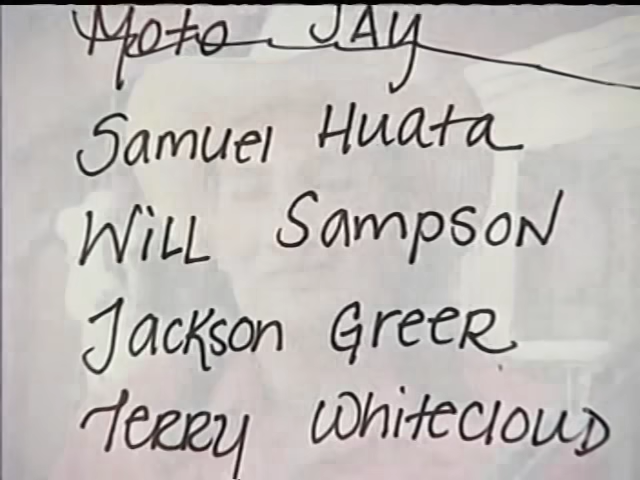 Moto JAY
Samuel Huata
Will Sampson
Jackson Greer
Terry Whitecloud